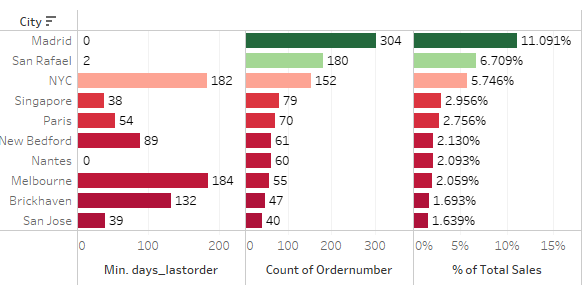 City
Madrid 0 304 11.091%
San Rafael 2 180 6.709%
NYC 182 152 5.746%
Singapore 38 79 2.956%
Paris 54 70 2.756%
New Bedford 89 61 2.130%
Nantes 0 60 2.093%
Melbourne 184 55 2.059%
Brickhaven 132 47 1.693%
San Jose 39 40 1.639%
0 100 200 0 100 200 300 0% 5% 10% 15%
Min. days_lastorder Count of Ordernumber % of Total Sales